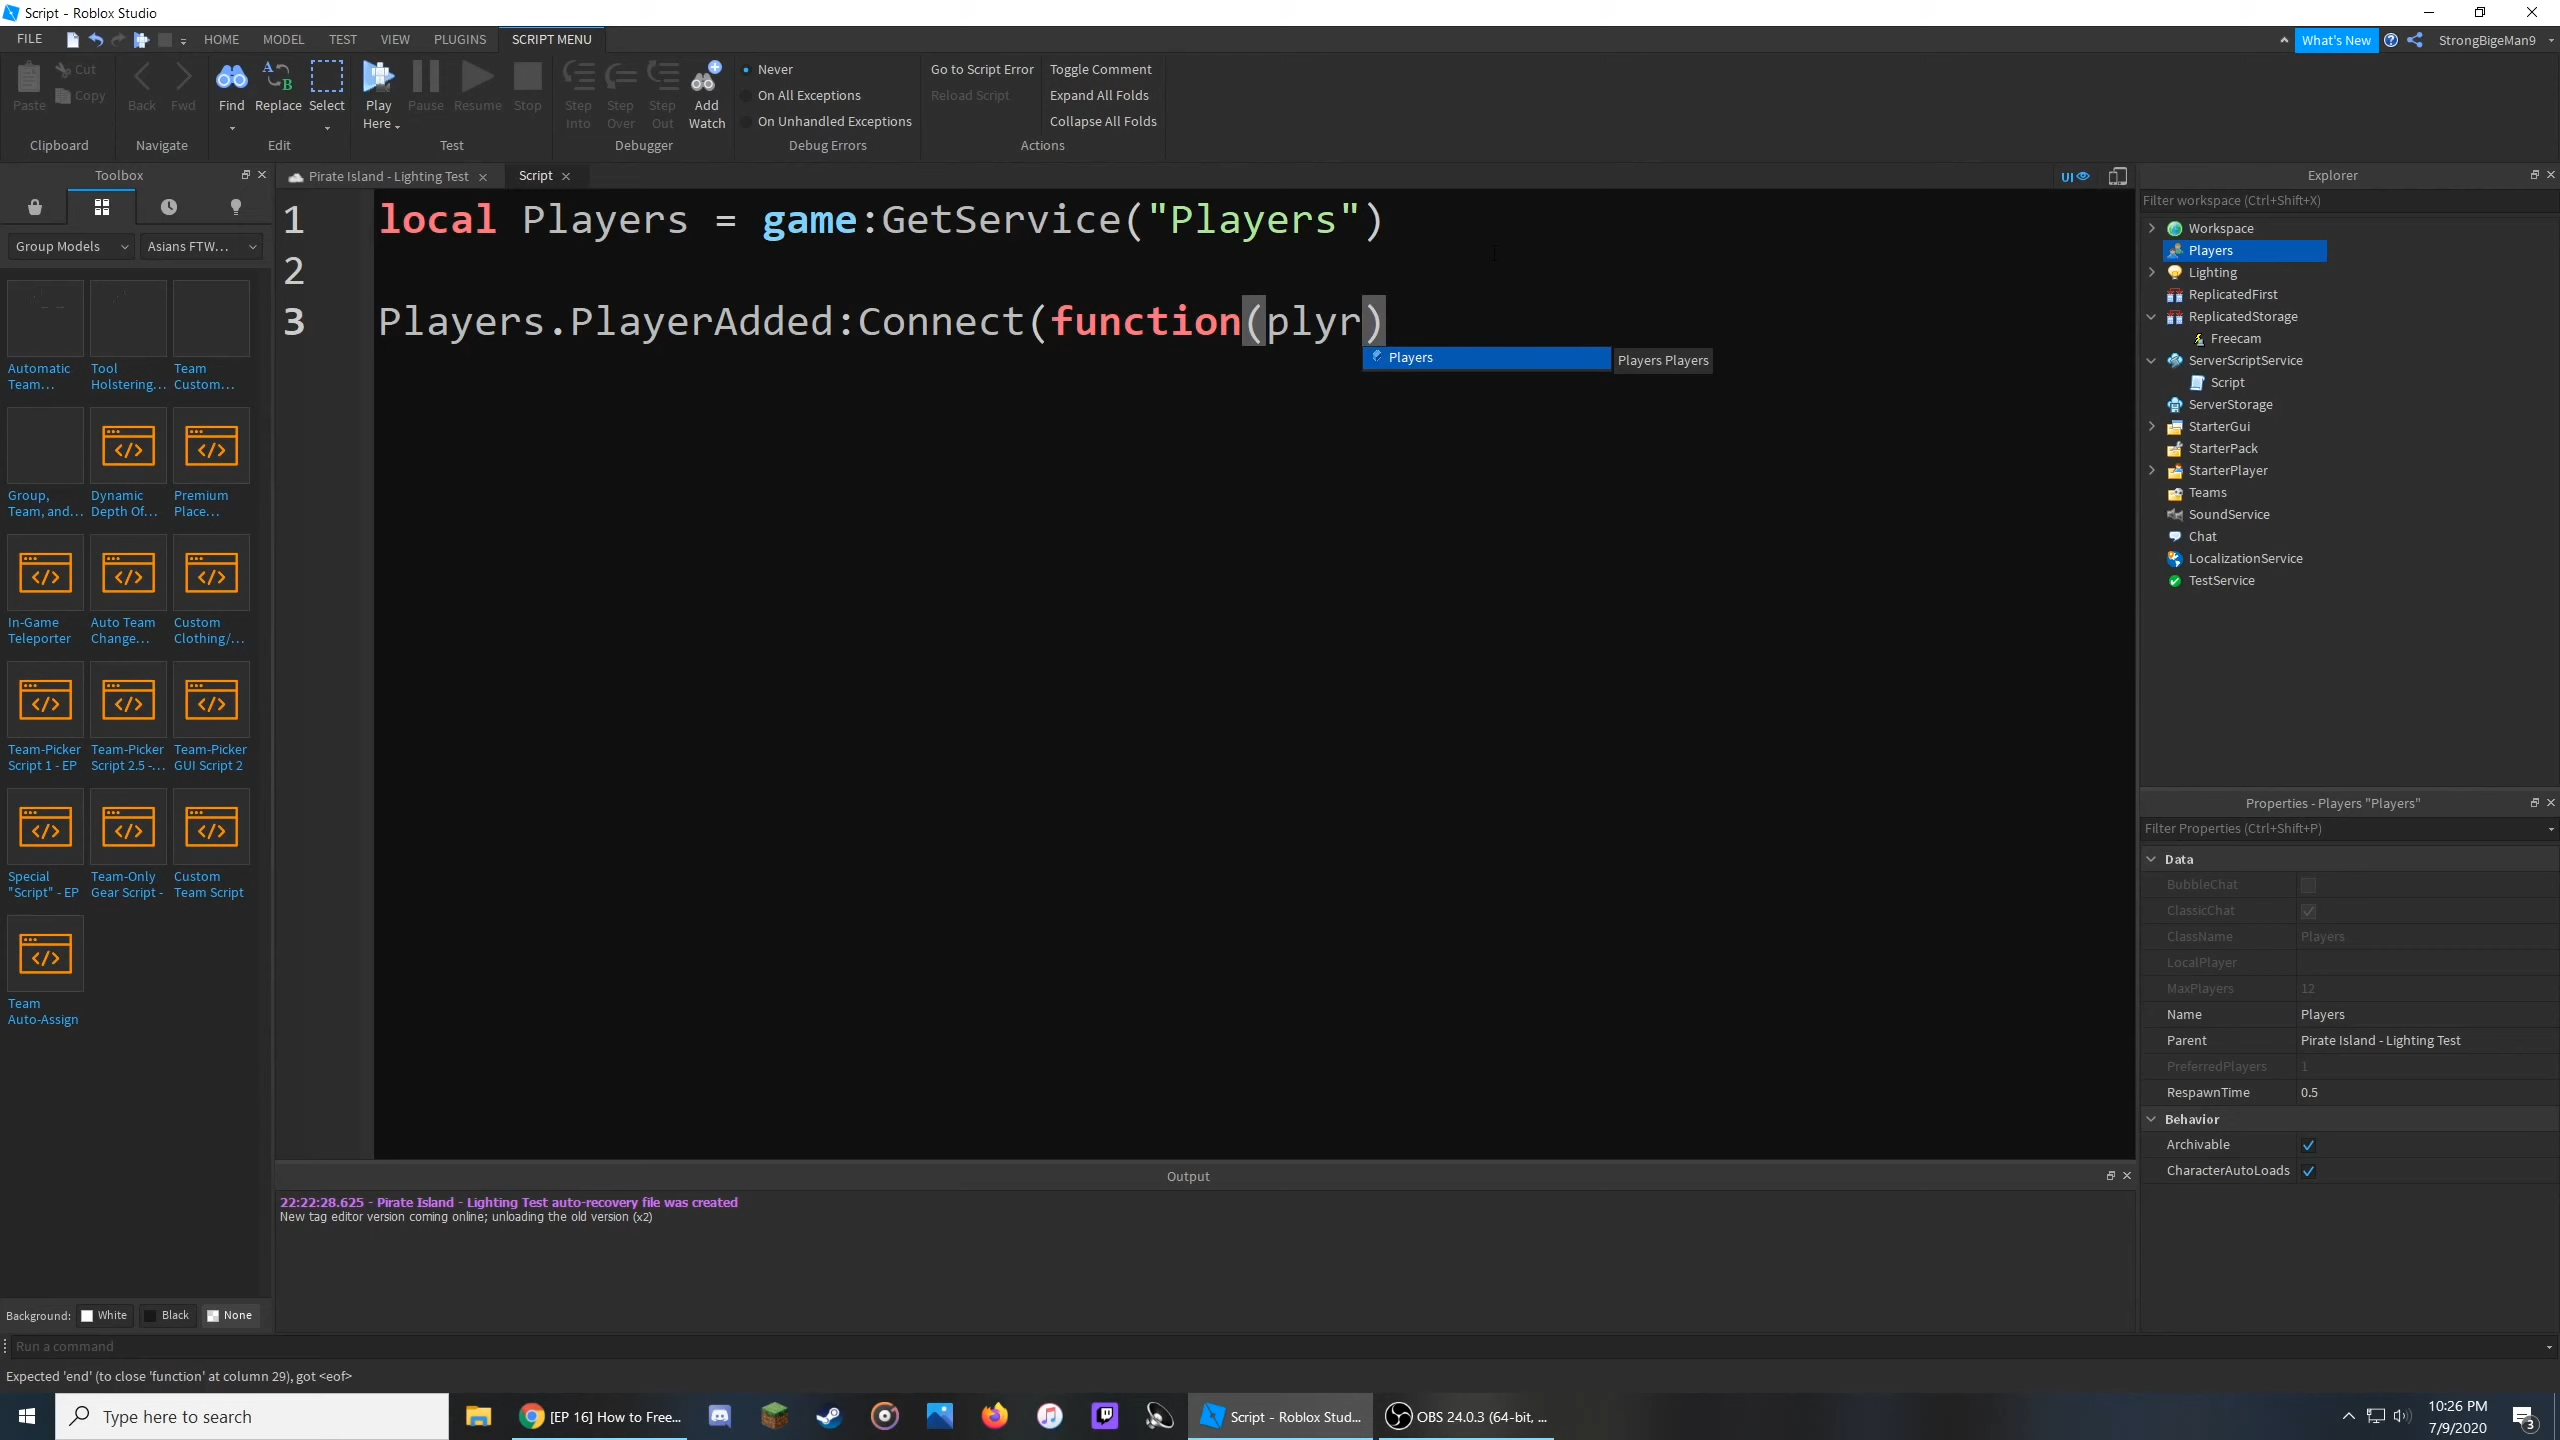 Script - Roblox Studio
FILE HOME MODEL TEST VIEW PLUGINS SCRIPT MENU What's New StrongBigeMan9
Paste Cut Copy Back Fwd Find Replace Select Play Here Pause Resume Stop Step Into Step Over Step Out Add Watch
Never
On All Exceptions
On Unhandled Exceptions
Go to Script Error
Reload Script
Toggle Comment
Expand All Folds
Collapse All Folds
Clipboard Navigate Edit Test Debugger Debug Errors Actions
Toolbox
Group Models Asians FTW...
Automatic Team...
Tool Holstering...
Team Custom...
Group, Team, and...
Dynamic Depth Of...
Premium Place...
In-Game Teleporter
Auto Team Change...
Custom Clothing/...
Team-Picker Script 1 - EP
Team-Picker Script 2.5 -...
Team-Picker GUI Script 2
Special "Script" - EP
Team-Only Gear Script -
Custom Team Script
Team Auto-Assign
Background: White Black None
Pirate Island - Lighting Test Script UI
1 local Players = game:GetService("Players")
2
3 Players.PlayerAdded:Connect(function(plyr)
Players Players Players
Output
22:22:28.625 - Pirate Island - Lighting Test auto-recovery file was created
New tag editor version coming online; unloading the old version (x2)
Explorer
Filter workspace (Ctrl+Shift+X)
Workspace
Players
Lighting
ReplicatedFirst
ReplicatedStorage
Freecam
ServerScriptService
Script
ServerStorage
StarterGui
StarterPack
StarterPlayer
Teams
SoundService
Chat
LocalizationService
TestService
Properties - Players "Players"
Filter Properties (Ctrl+Shift+P)
Data
BubbleChat
ClassicChat
ClassName Players
LocalPlayer
MaxPlayers 12
Name Players
Parent Pirate Island - Lighting Test
PreferredPlayers 1
RespawnTime 0.5
Behavior
Archivable
CharacterAutoLoads
Run a command
Expected 'end' (to close 'function' at column 29), got <eof>
Type here to search
[EP 16] How to Free...
Script - Roblox Stud...
OBS 24.0.3 (64-bit, ...
10:26 PM
7/9/2020
3